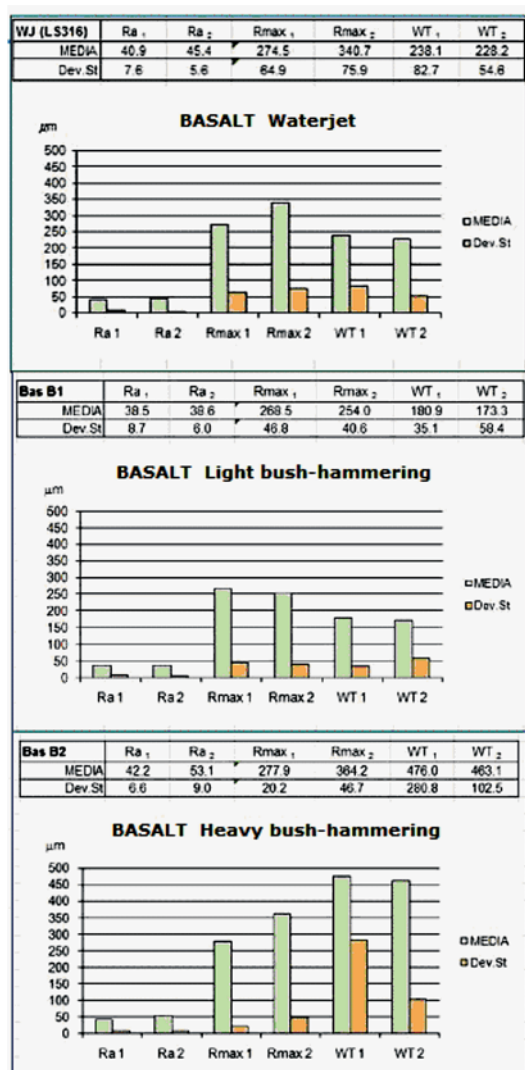 WJ (LS316) Ra 1 Ra 2 Rmax 1 Rmax 2 WT 1 WT 2
MEDIA 40.9 45.4 274.5 340.7 238.1 228.2
Dev.St 7.6 5.6 64.9 75.9 82.7 54.6
BASALT Waterjet
μm
500
450
400
350
300
250
200
150
100
50
0
MEDIA
Dev.St
Ra 1 Ra 2 Rmax 1 Rmax 2 WT 1 WT 2
Bas B1 Ra 1 Ra 2 Rmax 1 Rmax 2 WT 1 WT 2
MEDIA 38.5 38.6 268.5 254.0 180.9 173.3
Dev.St 8.7 6.0 46.8 40.6 35.1 58.4
BASALT Light bush-hammering
μm
500
450
400
350
300
250
200
150
100
50
0
MEDIA
Dev.St
Ra 1 Ra 2 Rmax 1 Rmax 2 WT 1 WT 2
Bas B2 Ra 1 Ra 2 Rmax 1 Rmax 2 WT 1 WT 2
MEDIA 42.2 53.1 277.9 364.2 476.0 463.1
Dev.St 6.6 9.0 20.2 46.7 280.8 102.5
BASALT Heavy bush-hammering
μm
500
450
400
350
300
250
200
150
100
50
0
MEDIA
Dev.St
Ra 1 Ra 2 Rmax 1 Rmax 2 WT 1 WT 2